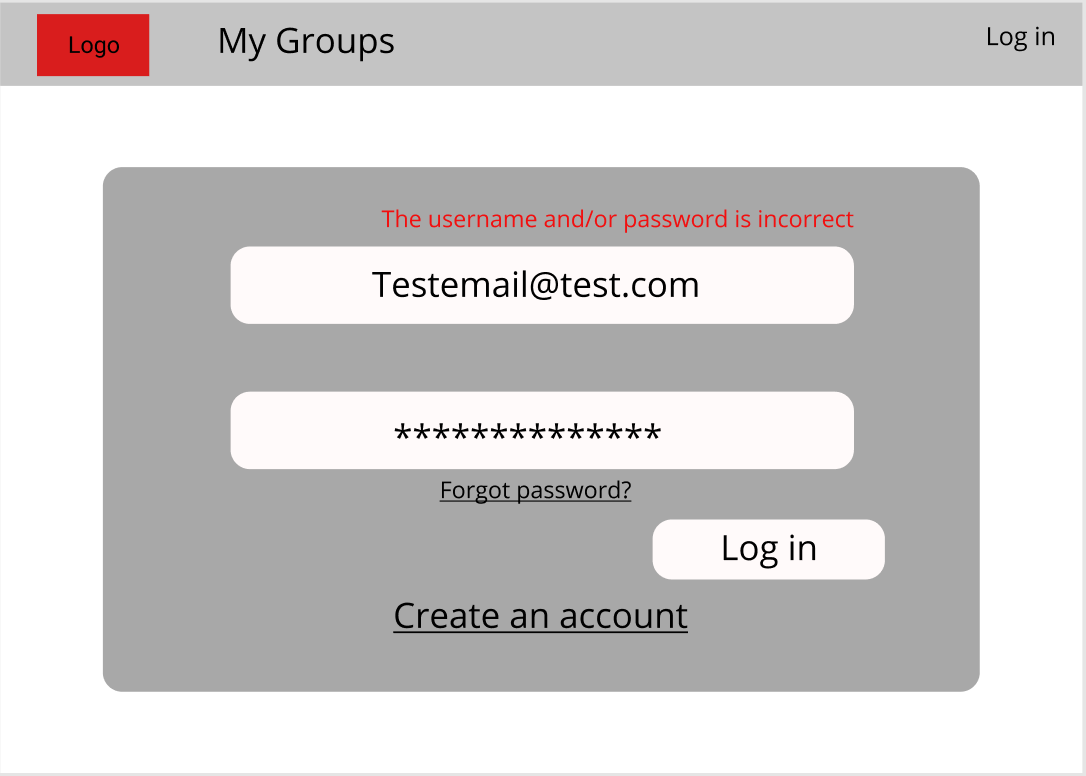 Logo
My Groups
Log in
The username and/or password is incorrect
Testemail@test.com
**************
Forgot password?
Log in
Create an account